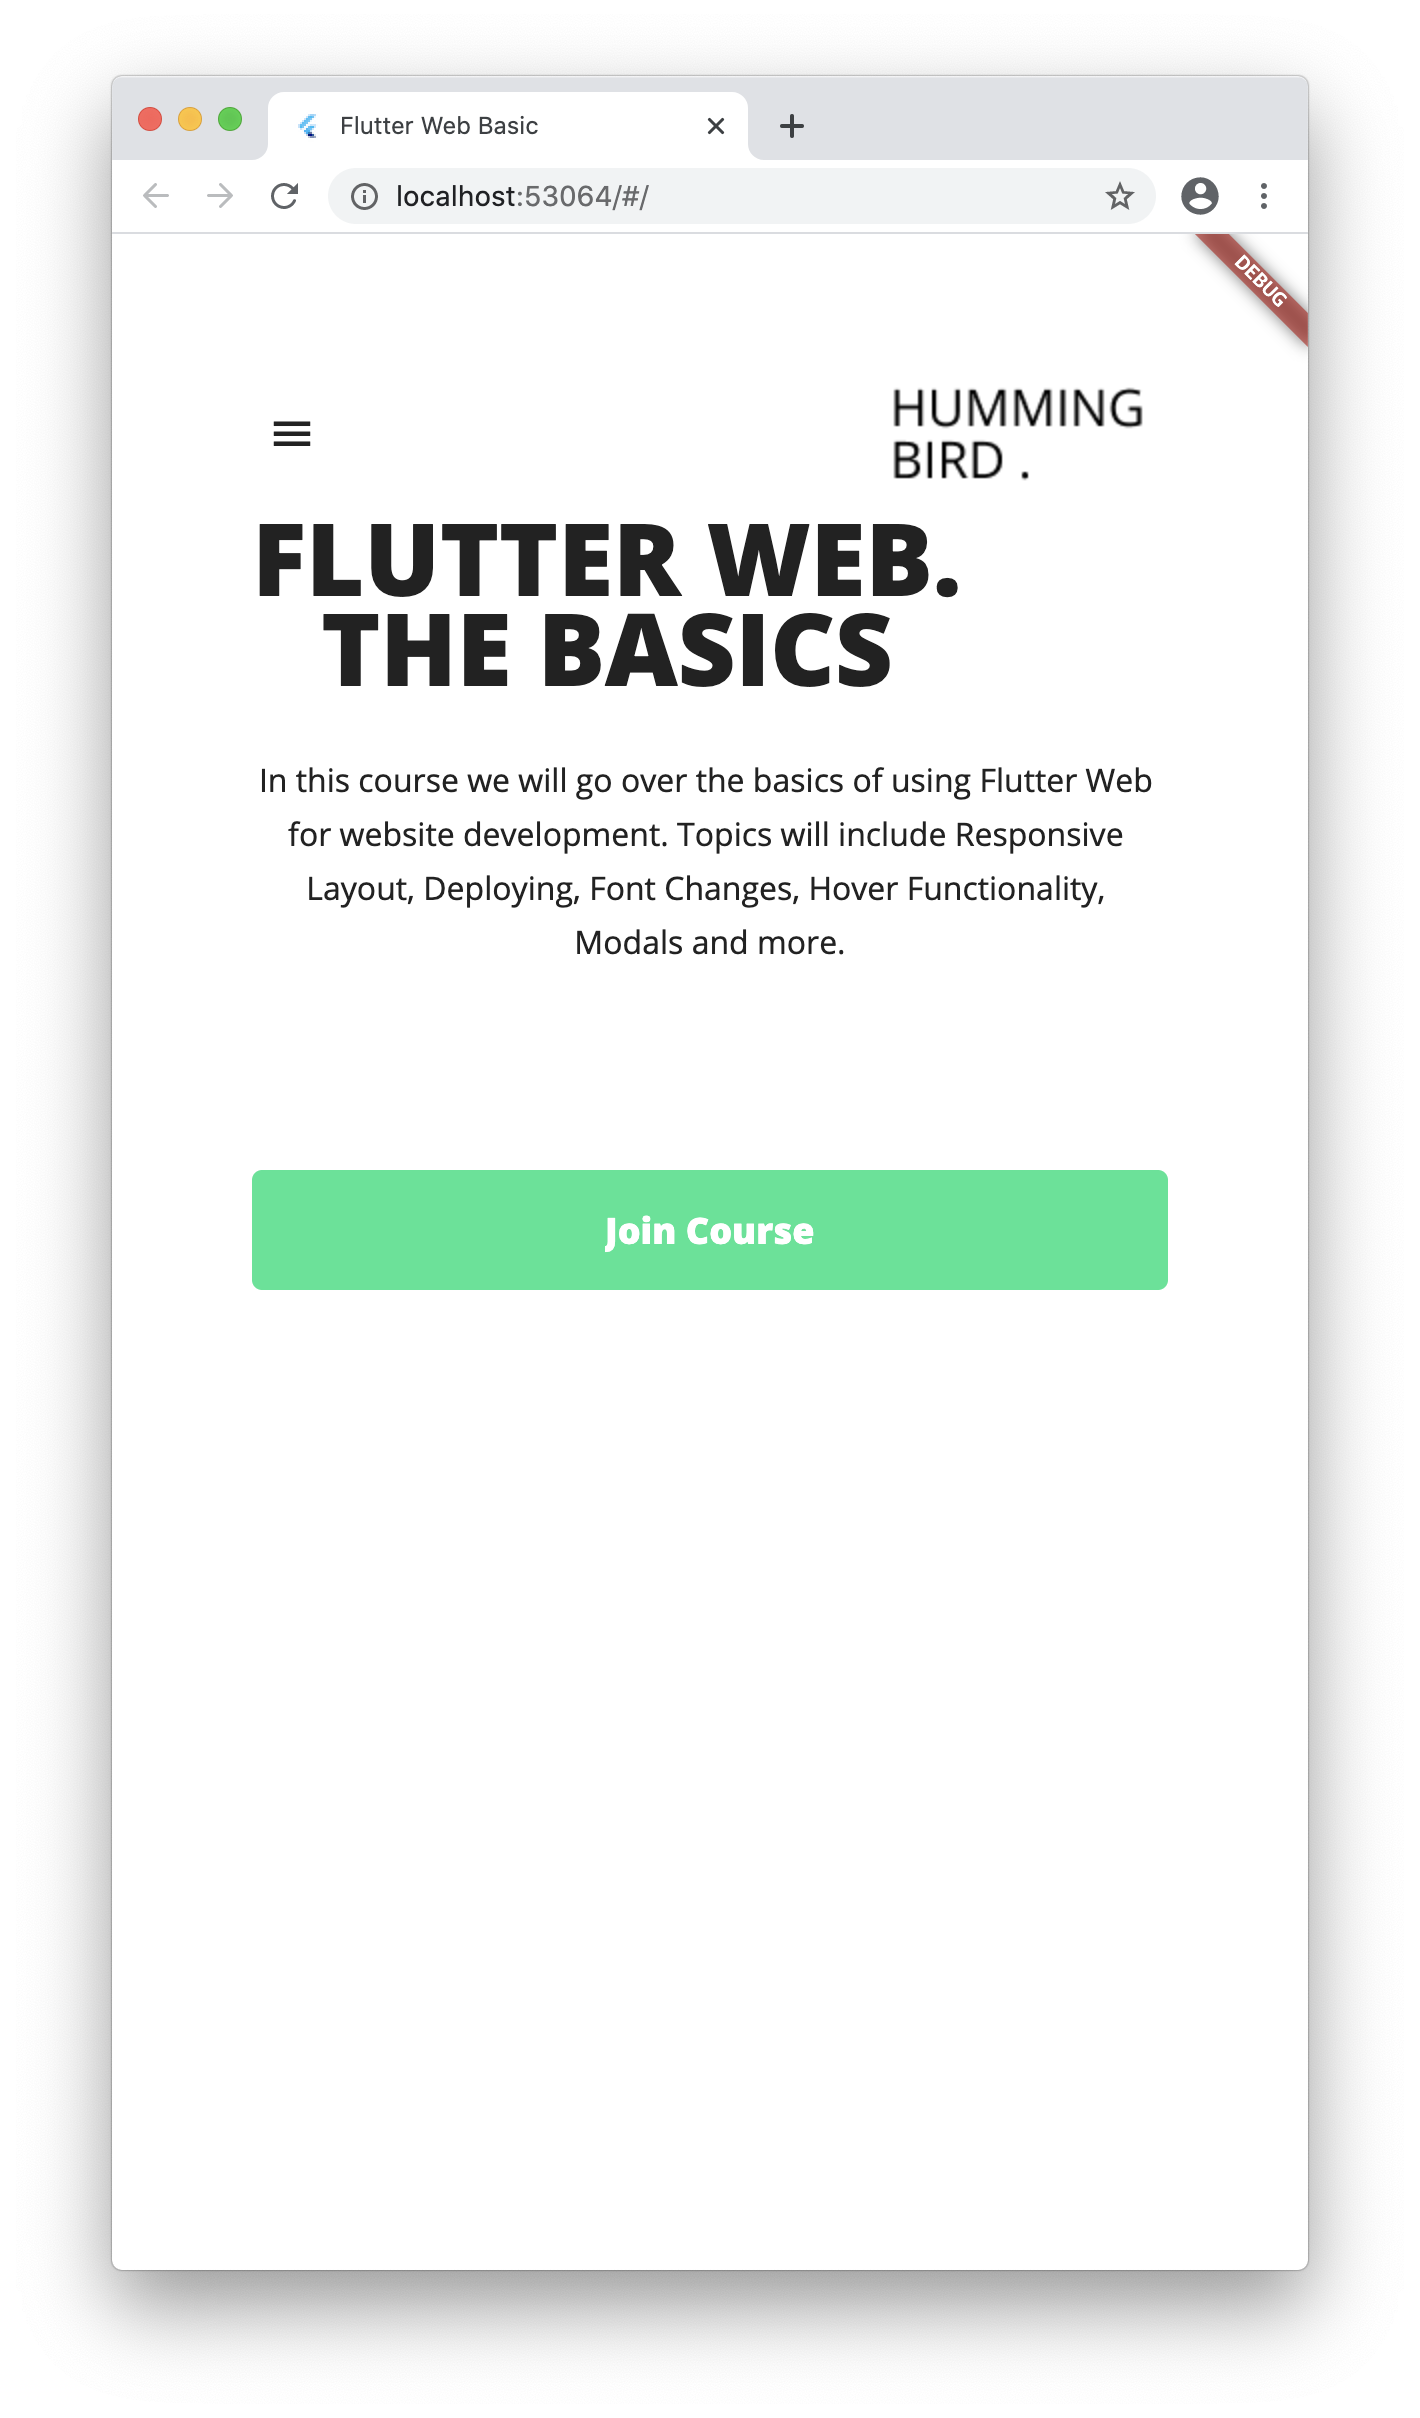 Flutter Web Basic
localhost:53064/#/
DEBUG
HUMMING
BIRD .
FLUTTER WEB.
THE BASICS
In this course we will go over the basics of using Flutter Web
for website development. Topics will include Responsive
Layout, Deploying, Font Changes, Hover Functionality,
Modals and more.
Join Course